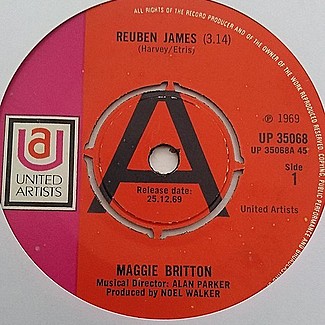 ALL RIGHTS OF THE RECORD PRODUCER AND OF THE OWNER OF THE WORK REPRODUCED RESERVED. COPYING, PUBLIC PERFORMANCE AND BROADCASTING
REUBEN JAMES (3.14)
(Harvey/Etris)
℗ 1969
UP 35068
UP 35068A 45
Side
1
UA
UNITED
ARTISTS
A
Release date:
25.12.69
United Artists
MAGGIE BRITTON
Musical Director: ALAN PARKER
Produced by NOEL WALKER